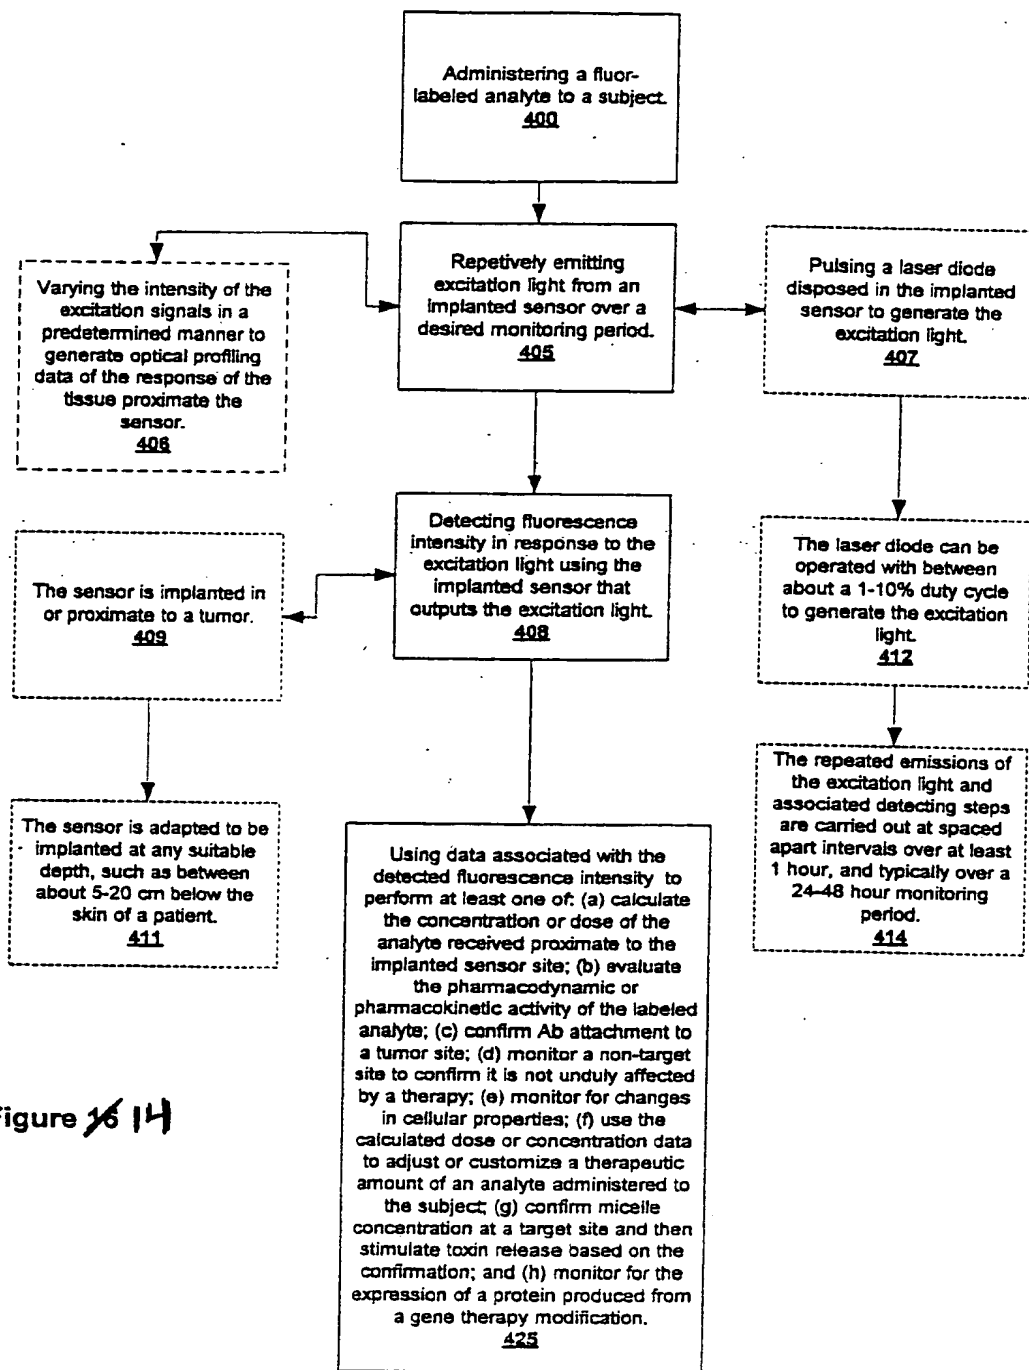 Administering a fluor-
labeled analyte to a subject.
400
Repetively emitting
excitation light from an
implanted sensor over a
desired monitoring period.
405
Varying the intensity of the
excitation signals in a
predetermined manner to
generate optical profiling
data of the response of the
tissue proximate the
sensor.
406
Pulsing a laser diode
disposed in the implanted
sensor to generate the
excitation light.
407
Detecting fluorescence
intensity in response to the
excitation light using the
implanted sensor that
outputs the excitation light.
408
The sensor is implanted in
or proximate to a tumor.
409
The laser diode can be
operated with between
about a 1-10% duty cycle
to generate the excitation
light.
412
The sensor is adapted to be
implanted at any suitable
depth, such as between
about 5-20 cm below the
skin of a patient.
411
The repeated emissions of
the excitation light and
associated detecting steps
are carried out at spaced
apart intervals over at least
1 hour, and typically over a
24-48 hour monitoring
period.
414
Using data associated with the
detected fluorescence intensity to
perform at least one of: (a) calculate
the concentration or dose of the
analyte received proximate to the
implanted sensor site; (b) evaluate
the pharmacodynamic or
pharmacokinetic activity of the labeled
analyte; (c) confirm Ab attachment to
a tumor site; (d) monitor a non-target
site to confirm it is not unduly affected
by a therapy; (e) monitor for changes
in cellular properties; (f) use the
calculated dose or concentration data
to adjust or customize a therapeutic
amount of an analyte administered to
the subject; (g) confirm micelle
concentration at a target site and then
stimulate toxin release based on the
confirmation; and (h) monitor for the
expression of a protein produced from
a gene therapy modification.
425
igure 14